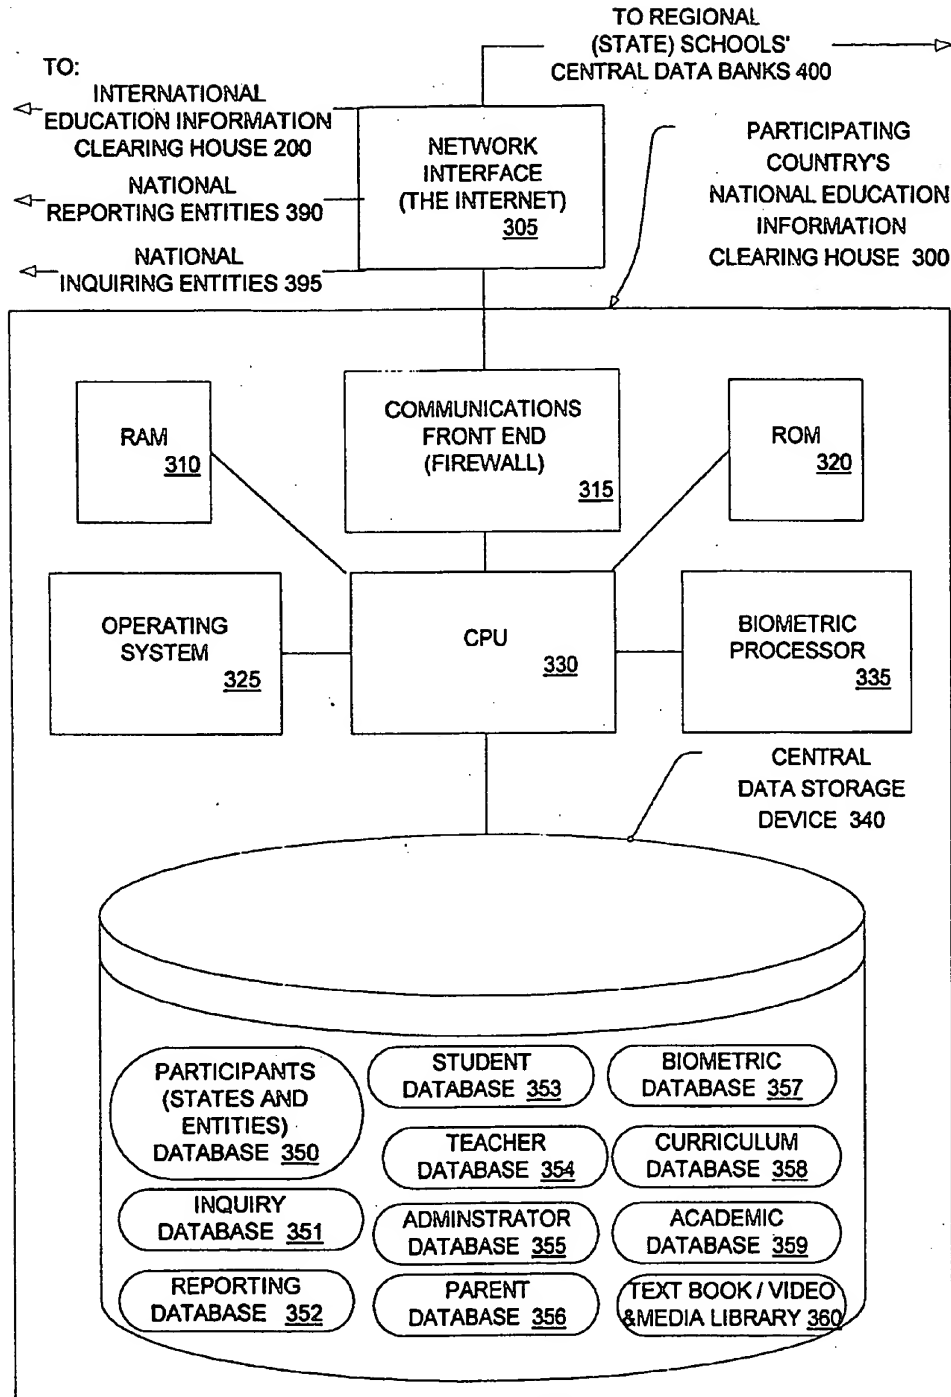 TO REGIONAL
(STATE) SCHOOLS'
CENTRAL DATA BANKS 400
TO:
INTERNATIONAL
EDUCATION INFORMATION
CLEARING HOUSE 200
NATIONAL
REPORTING ENTITIES 390
NATIONAL
INQUIRING ENTITIES 395
NETWORK
INTERFACE
(THE INTERNET)
305
PARTICIPATING
COUNTRY'S
NATIONAL EDUCATION
INFORMATION
CLEARING HOUSE 300
RAM
310
COMMUNICATIONS
FRONT END
(FIREWALL)
315
ROM
320
OPERATING
SYSTEM
325
CPU
330
BIOMETRIC
PROCESSOR
335
CENTRAL
DATA STORAGE
DEVICE 340
PARTICIPANTS
(STATES AND
ENTITIES)
DATABASE 350
INQUIRY
DATABASE 351
REPORTING
DATABASE 352
STUDENT
DATABASE 353
TEACHER
DATABASE 354
ADMINSTRATOR
DATABASE 355
PARENT
DATABASE 356
BIOMETRIC
DATABASE 357
CURRICULUM
DATABASE 358
ACADEMIC
DATABASE 359
TEXT BOOK / VIDEO
&MEDIA LIBRARY 360